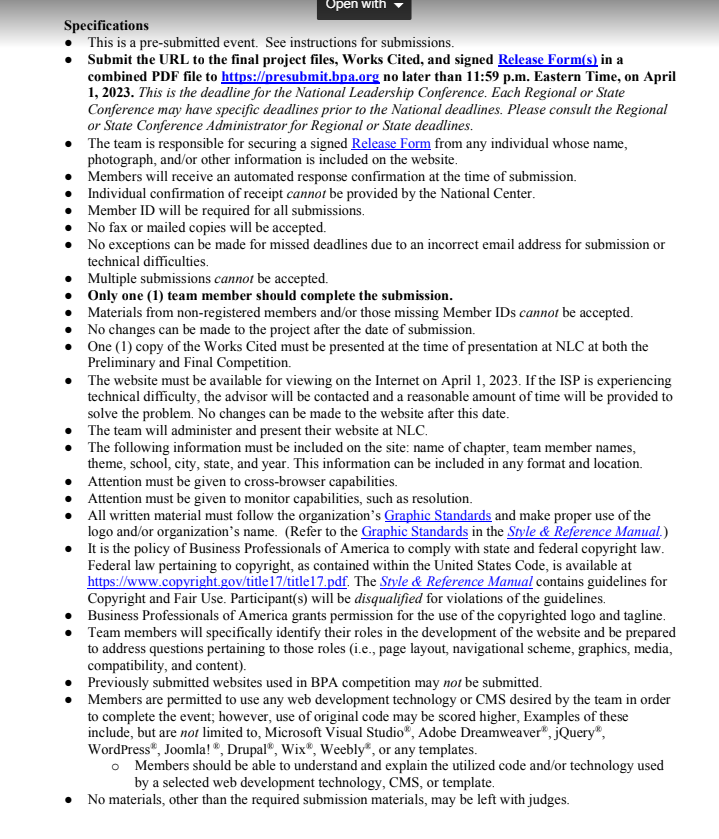 Open with
Specifications
● This is a pre-submitted event. See instructions for submissions.
● Submit the URL to the final project files, Works Cited, and signed Release Form(s) in a
combined PDF file to https://presubmit.bpa.org no later than 11:59 p.m. Eastern Time, on April
1, 2023. This is the deadline for the National Leadership Conference. Each Regional or State
Conference may have specific deadlines prior to the National deadlines. Please consult the Regional
or State Conference Administrator for Regional or State deadlines.
● The team is responsible for securing a signed Release Form from any individual whose name,
photograph, and/or other information is included on the website.
● Members will receive an automated response confirmation at the time of submission.
● Individual confirmation of receipt cannot be provided by the National Center.
● Member ID will be required for all submissions.
● No fax or mailed copies will be accepted.
● No exceptions can be made for missed deadlines due to an incorrect email address for submission or
technical difficulties.
● Multiple submissions cannot be accepted.
● Only one (1) team member should complete the submission.
● Materials from non-registered members and/or those missing Member IDs cannot be accepted.
● No changes can be made to the project after the date of submission.
● One (1) copy of the Works Cited must be presented at the time of presentation at NLC at both the
Preliminary and Final Competition.
● The website must be available for viewing on the Internet on April 1, 2023. If the ISP is experiencing
technical difficulty, the advisor will be contacted and a reasonable amount of time will be provided to
solve the problem. No changes can be made to the website after this date.
● The team will administer and present their website at NLC.
● The following information must be included on the site: name of chapter, team member names,
theme, school, city, state, and year. This information can be included in any format and location.
● Attention must be given to cross-browser capabilities.
● Attention must be given to monitor capabilities, such as resolution.
● All written material must follow the organization's Graphic Standards and make proper use of the
logo and/or organization's name. (Refer to the Graphic Standards in the Style & Reference Manual.)
● It is the policy of Business Professionals of America to comply with state and federal copyright law.
Federal law pertaining to copyright, as contained within the United States Code, is available at
https://www.copyright.gov/title17/title17.pdf. The Style & Reference Manual contains guidelines for
Copyright and Fair Use. Participant(s) will be disqualified for violations of the guidelines.
● Business Professionals of America grants permission for the use of the copyrighted logo and tagline.
● Team members will specifically identify their roles in the development of the website and be prepared
to address questions pertaining to those roles (i.e., page layout, navigational scheme, graphics, media,
compatibility, and content).
● Previously submitted websites used in BPA competition may not be submitted.
● Members are permitted to use any web development technology or CMS desired by the team in order
to complete the event; however, use of original code may be scored higher, Examples of these
include, but are not limited to, Microsoft Visual Studio®, Adobe Dreamweaver®, jQuery®,
WordPress®, Joomla! ®, Drupal®, Wix®, Weebly®, or any templates.
o Members should be able to understand and explain the utilized code and/or technology used
by a selected web development technology, CMS, or template.
● No materials, other than the required submission materials, may be left with judges.